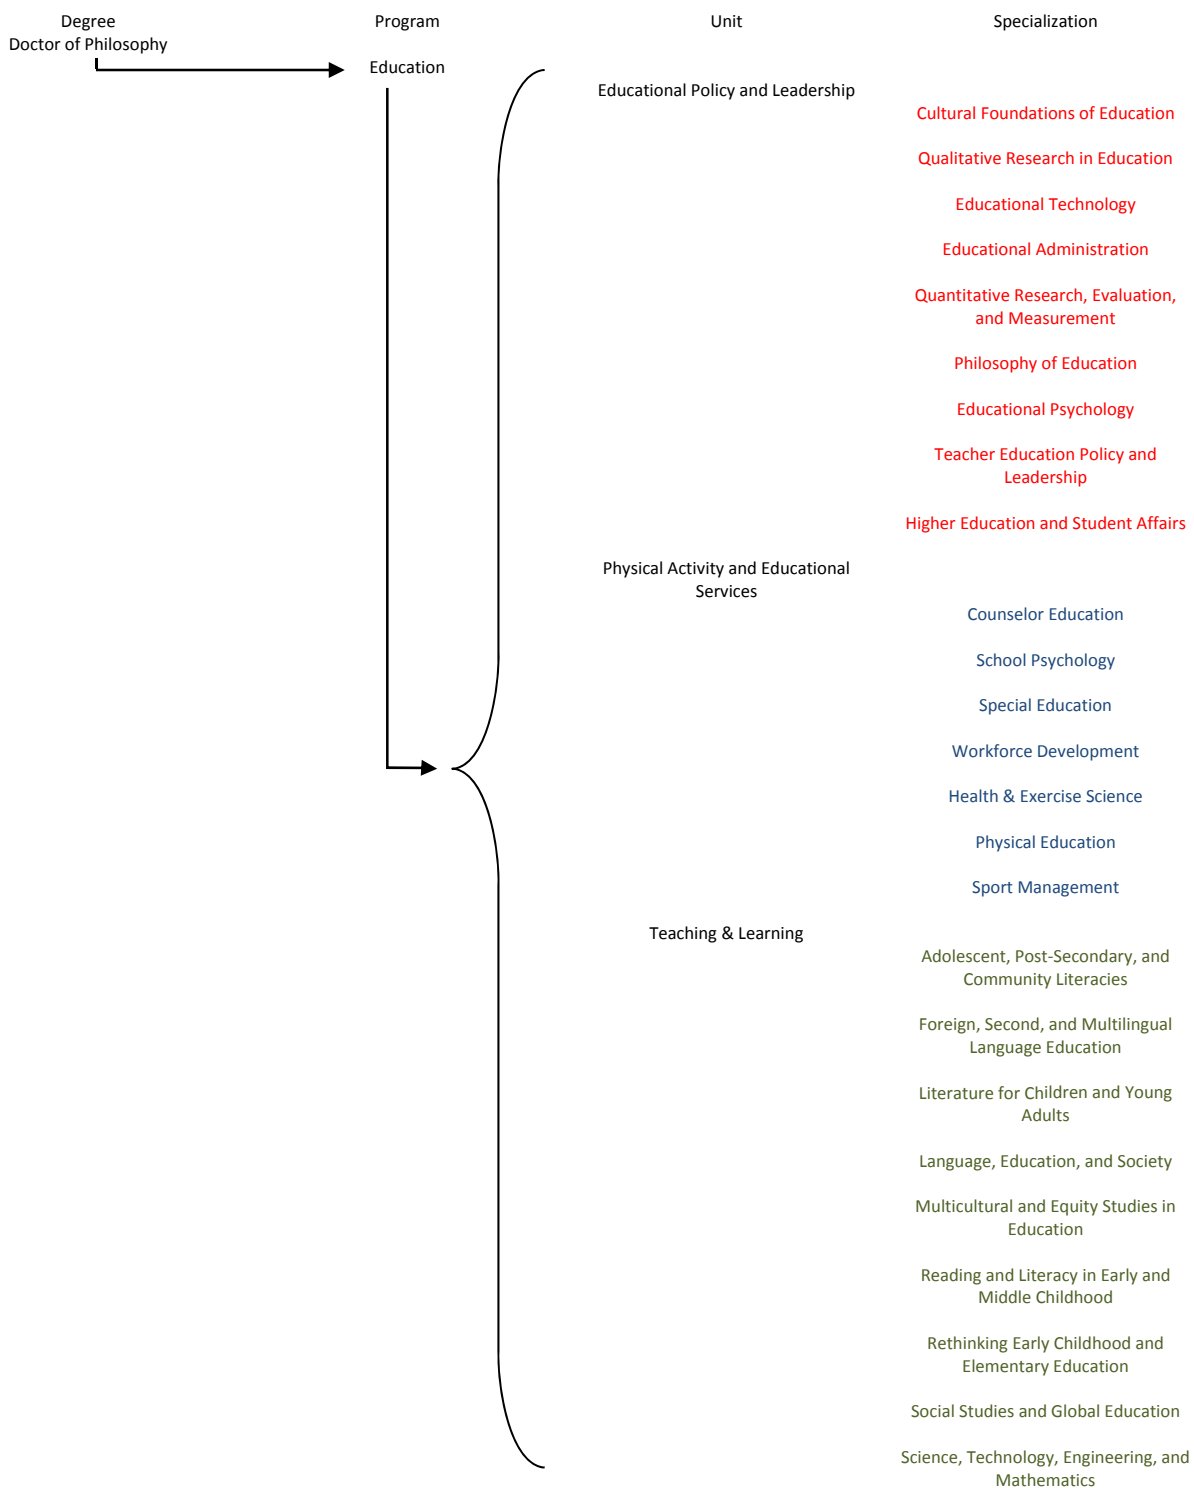 Degree
Program
Unit
Specialization
Doctor of Philosophy
Education
Educational Policy and Leadership
Cultural Foundations of Education
Qualitative Research in Education
Educational Technology
Educational Administration
Quantitative Research, Evaluation,
and Measurement
Philosophy of Education
Educational Psychology
Teacher Education Policy and
Leadership
Higher Education and Student Affairs
Physical Activity and Educational
Services
Counselor Education
School Psychology
Special Education
Workforce Development
Health & Exercise Science
Physical Education
Sport Management
Teaching & Learning
Adolescent, Post-Secondary, and
Community Literacies
Foreign, Second, and Multilingual
Language Education
Literature for Children and Young
Adults
Language, Education, and Society
Multicultural and Equity Studies in
Education
Reading and Literacy in Early and
Middle Childhood
Rethinking Early Childhood and
Elementary Education
Social Studies and Global Education
Science, Technology, Engineering, and
Mathematics